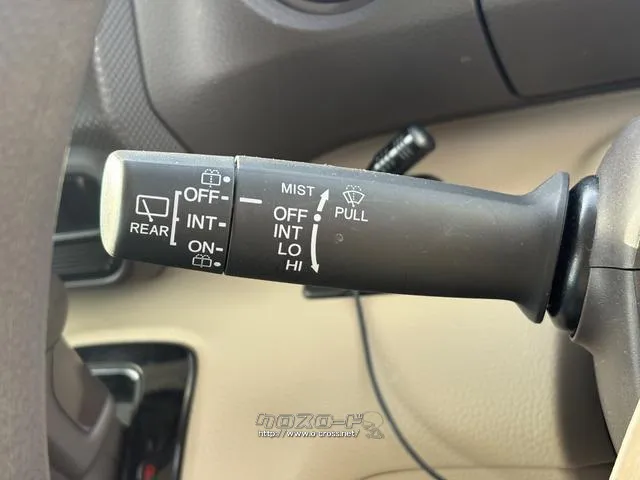 OFF
INT
ON
REAR
MIST
OFF
INT
LO
HI
PULL
クロスロード
http://www.o-cross.net/